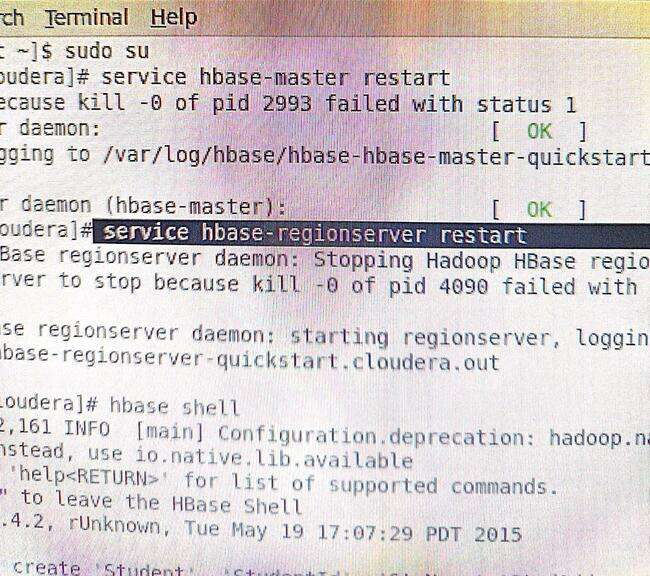 rch Terminal Help
t ~]$ sudo su
oudera]# service hbase-master restart
ecause kill -0 of pid 2993 failed with status 1
r daemon: [ OK ]
gging to /var/log/hbase/hbase-hbase-master-quickstart
r daemon (hbase-master): [ OK ]
oudera]# service hbase-regionserver restart
Base regionserver daemon: Stopping Hadoop HBase regio
rver to stop because kill -0 of pid 4090 failed with
ase regionserver daemon: starting regionserver, loggin
hbase-regionserver-quickstart.cloudera.out
loudera]# hbase shell
2,161 INFO [main] Configuration.deprecation: hadoop.na
nstead, use io.native.lib.available
'help<RETURN>' for list of supported commands.
" to leave the HBase Shell
.4.2, rUnknown, Tue May 19 17:07:29 PDT 2015
create 'Student'